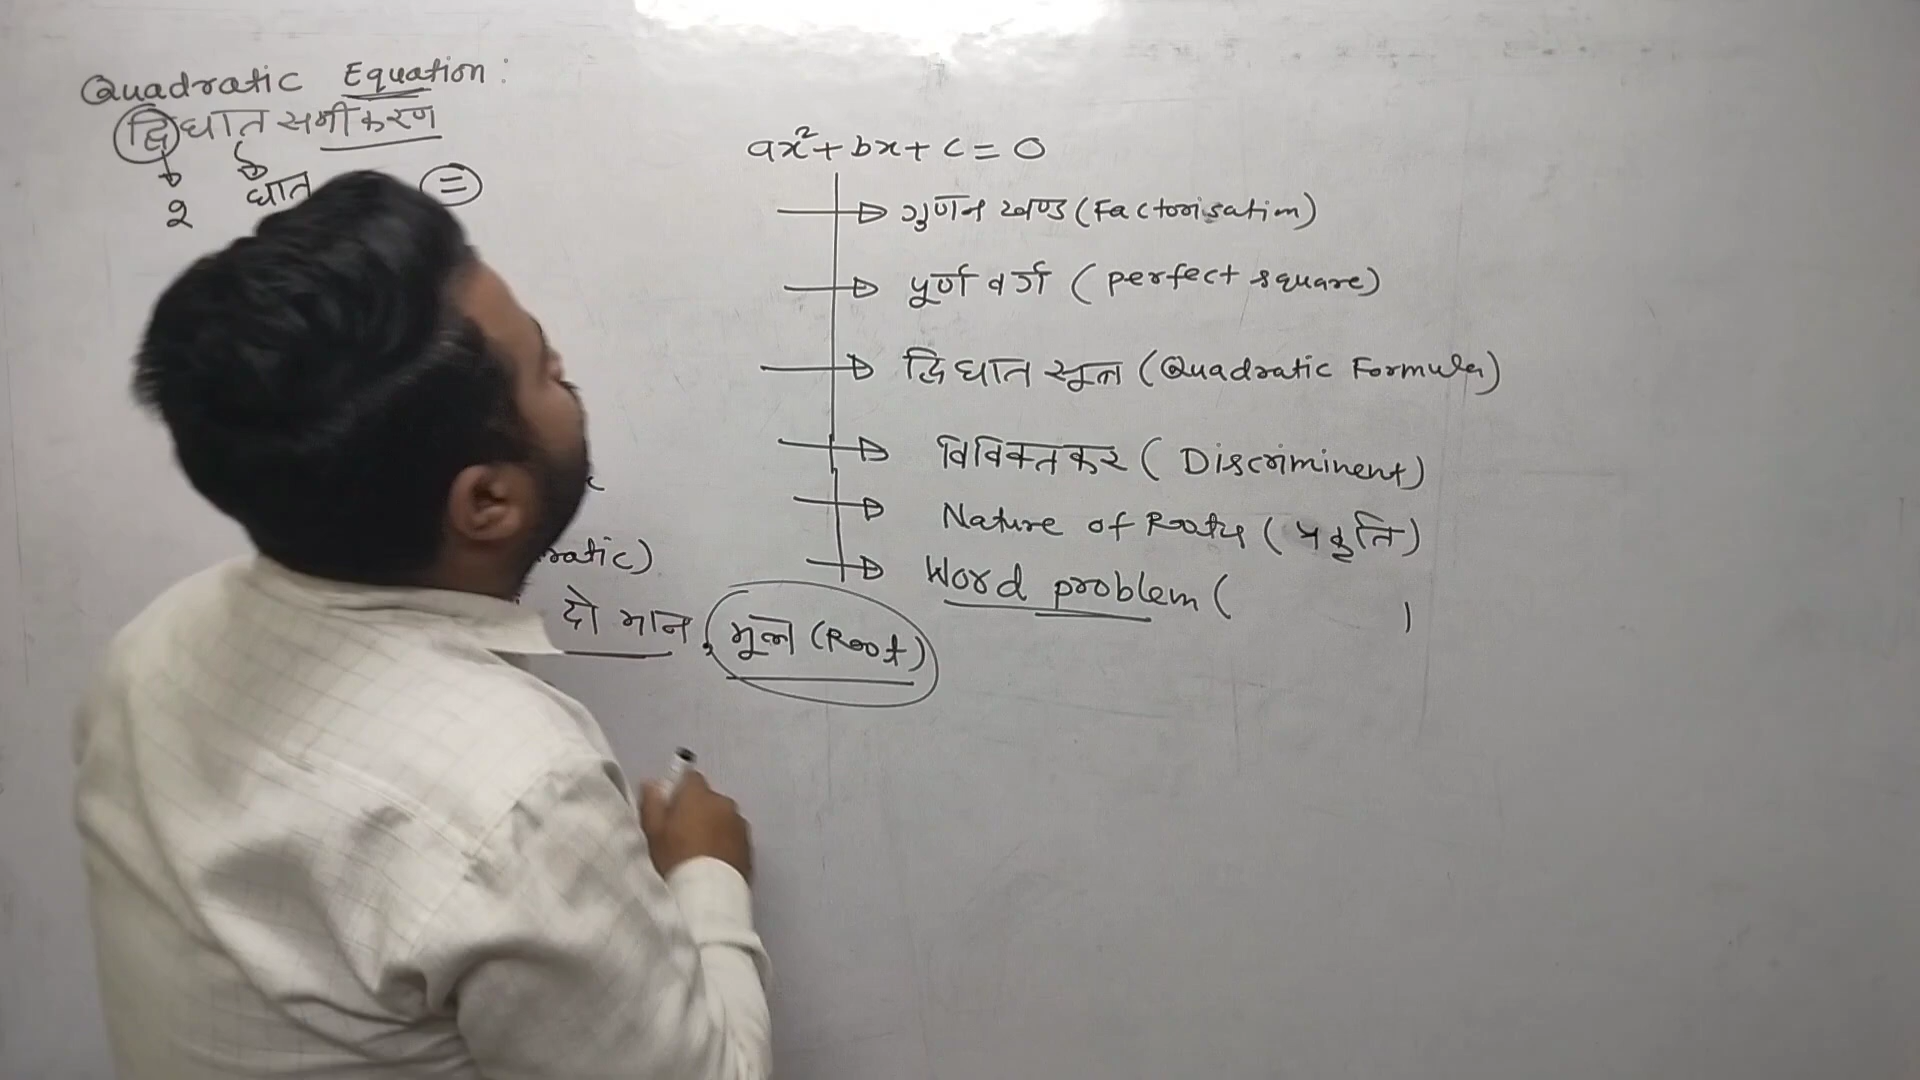 Quadratic Equation :
द्विघात समीकरण
घात =
2
ax²+bx+c=0
गुणन खण्ड (Factorisation)
पूर्ण वर्ग (perfect square)
द्विघात सूत्र (Quadratic Formula)
विविक्तकर (Discriminent)
Nature of Roots (प्रकृति)
Word problem ( )
ratic)
दो मान, मूल (Root)